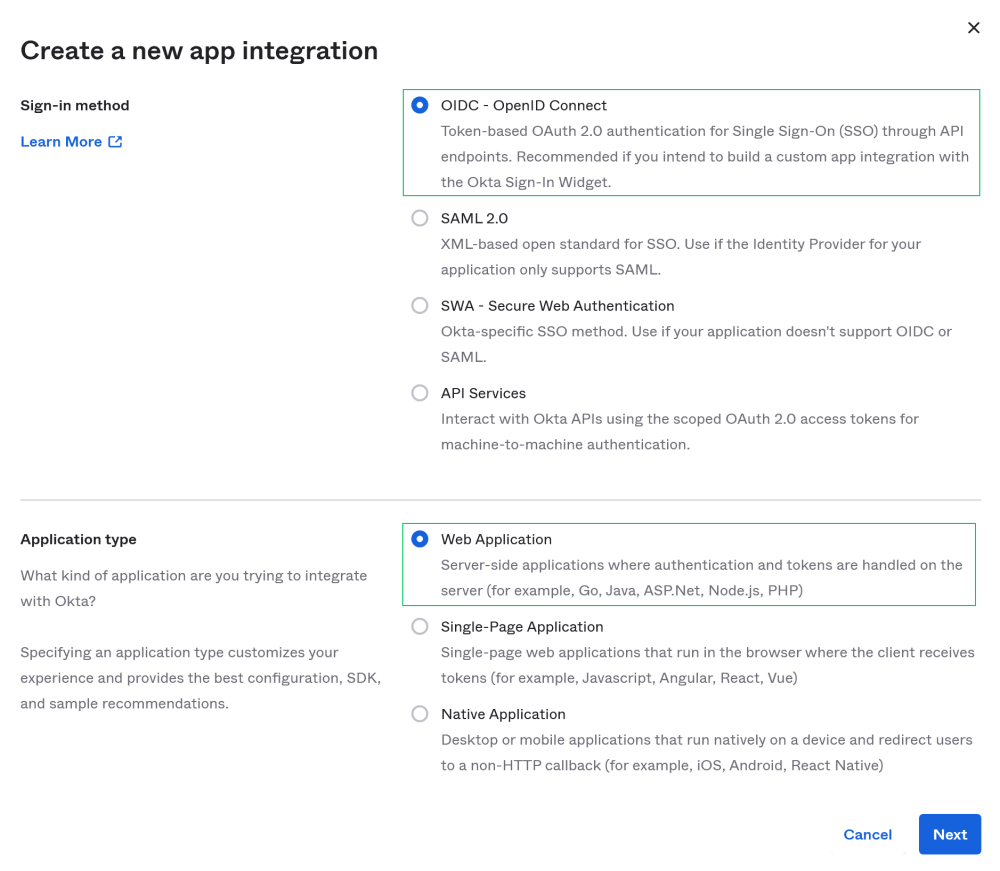 Create a new app integration
Sign-in method
Learn More
OIDC - OpenID Connect
Token-based OAuth 2.0 authentication for Single Sign-On (SSO) through API
endpoints. Recommended if you intend to build a custom app integration with
the Okta Sign-In Widget.
SAML 2.0
XML-based open standard for SSO. Use if the Identity Provider for your
application only supports SAML.
SWA - Secure Web Authentication
Okta-specific SSO method. Use if your application doesn't support OIDC or
SAML.
API Services
Interact with Okta APIs using the scoped OAuth 2.0 access tokens for
machine-to-machine authentication.
Application type
What kind of application are you trying to integrate
with Okta?
Specifying an application type customizes your
experience and provides the best configuration, SDK,
and sample recommendations.
Web Application
Server-side applications where authentication and tokens are handled on the
server (for example, Go, Java, ASP.Net, Node.js, PHP)
Single-Page Application
Single-page web applications that run in the browser where the client receives
tokens (for example, Javascript, Angular, React, Vue)
Native Application
Desktop or mobile applications that run natively on a device and redirect users
to a non-HTTP callback (for example, iOS, Android, React Native)
Cancel
Next